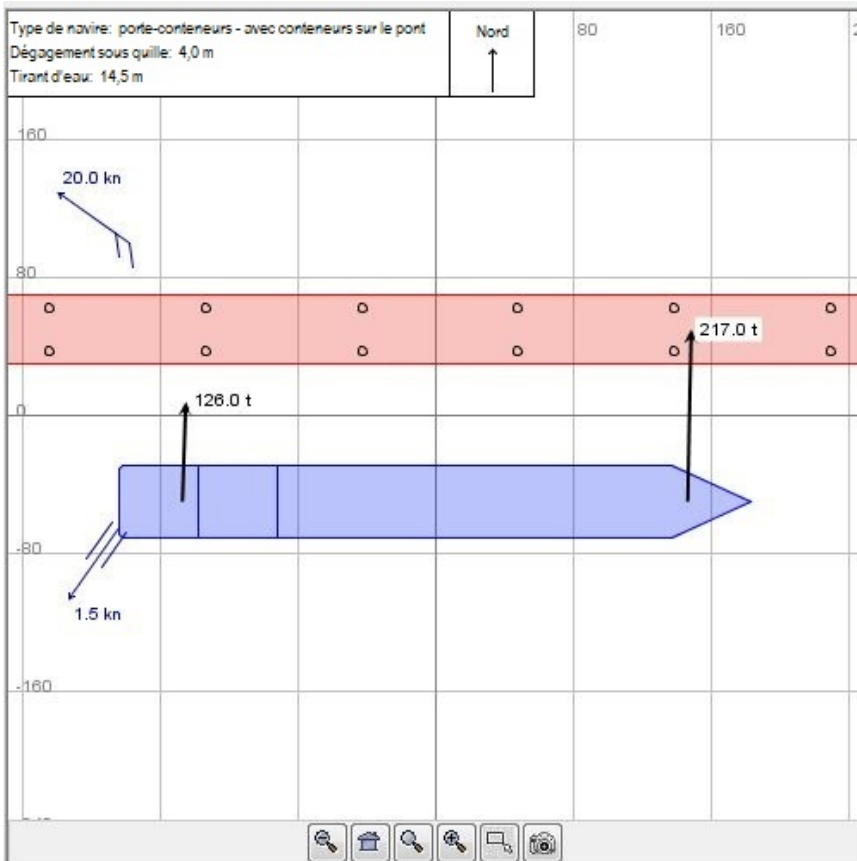 Type de navire: porte-conteneurs - avec conteneurs sur le pont
Dégagement sous quille: 4,0 m
Tirant d'eau: 14,5 m
Nord
80
160
160
20.0 kn
80
217.0 t
126.0 t
0
-80
1.5 kn
-160